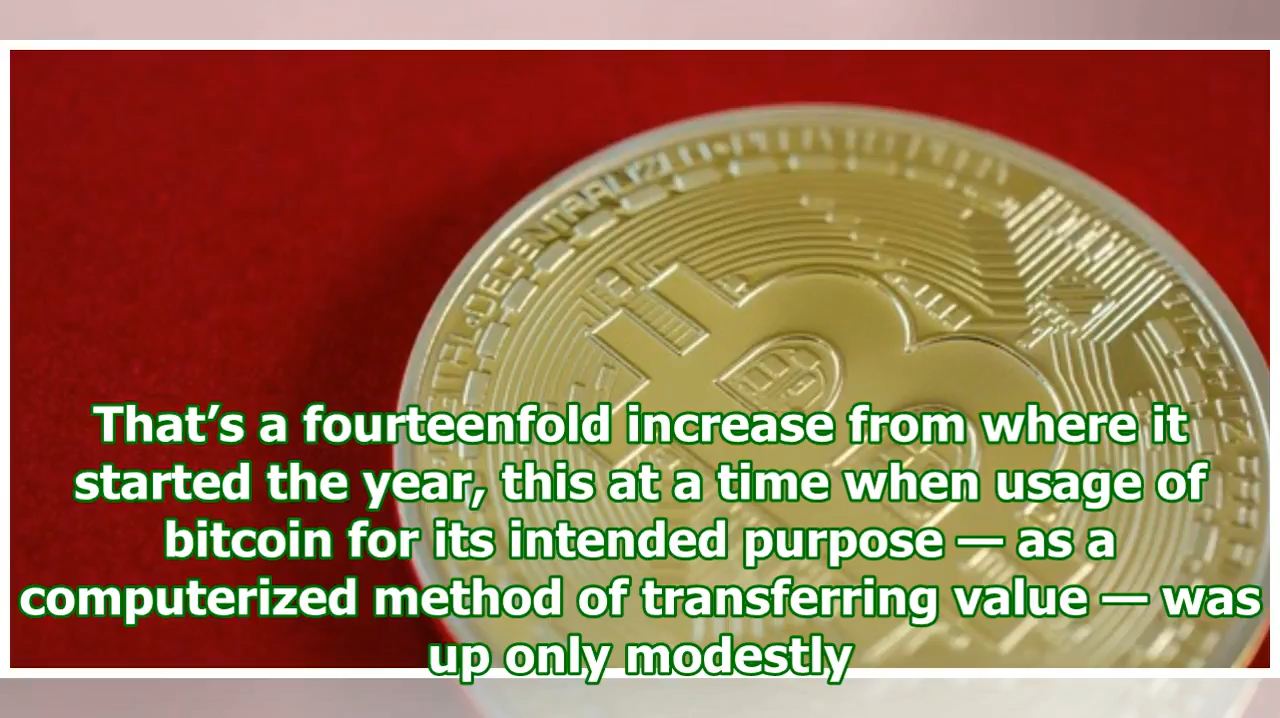 DECENTRALIZ
That’s a fourteenfold increase from where it
started the year, this at a time when usage of
bitcoin for its intended purpose — as a
computerized method of transferring value — was
up only modestly